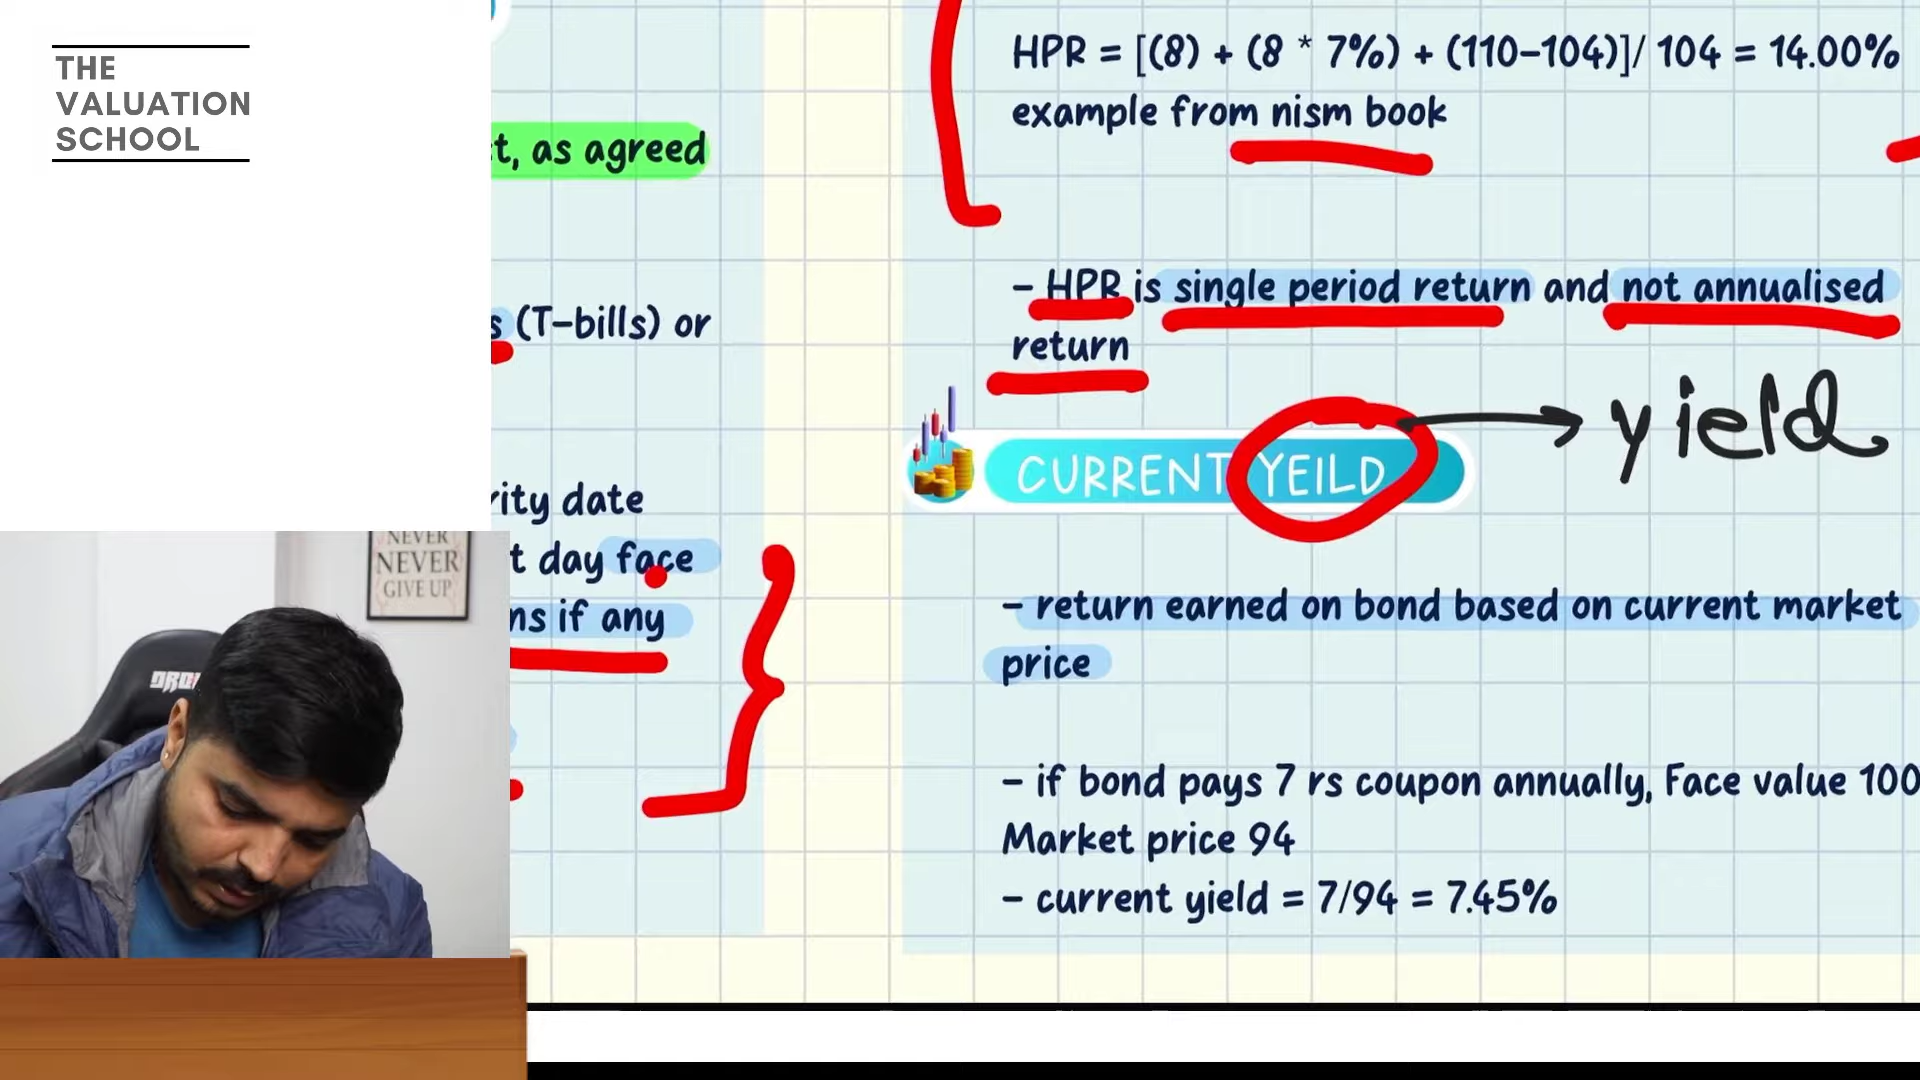 THE
VALUATION
SCHOOL
t, as agreed
s (T-bills) or
rity date
t day face
ns if any
NEVER
NEVER
GIVE UP
HPR = [(8) + (8 * 7%) + (110-104)]/ 104 = 14.00%
example from nism book
- HPR is single period return and not annualised
return
CURRENT YEILD
yield
- return earned on bond based on current market
price
- if bond pays 7 rs coupon annually, Face value 100
Market price 94
- current yield = 7/94 = 7.45%